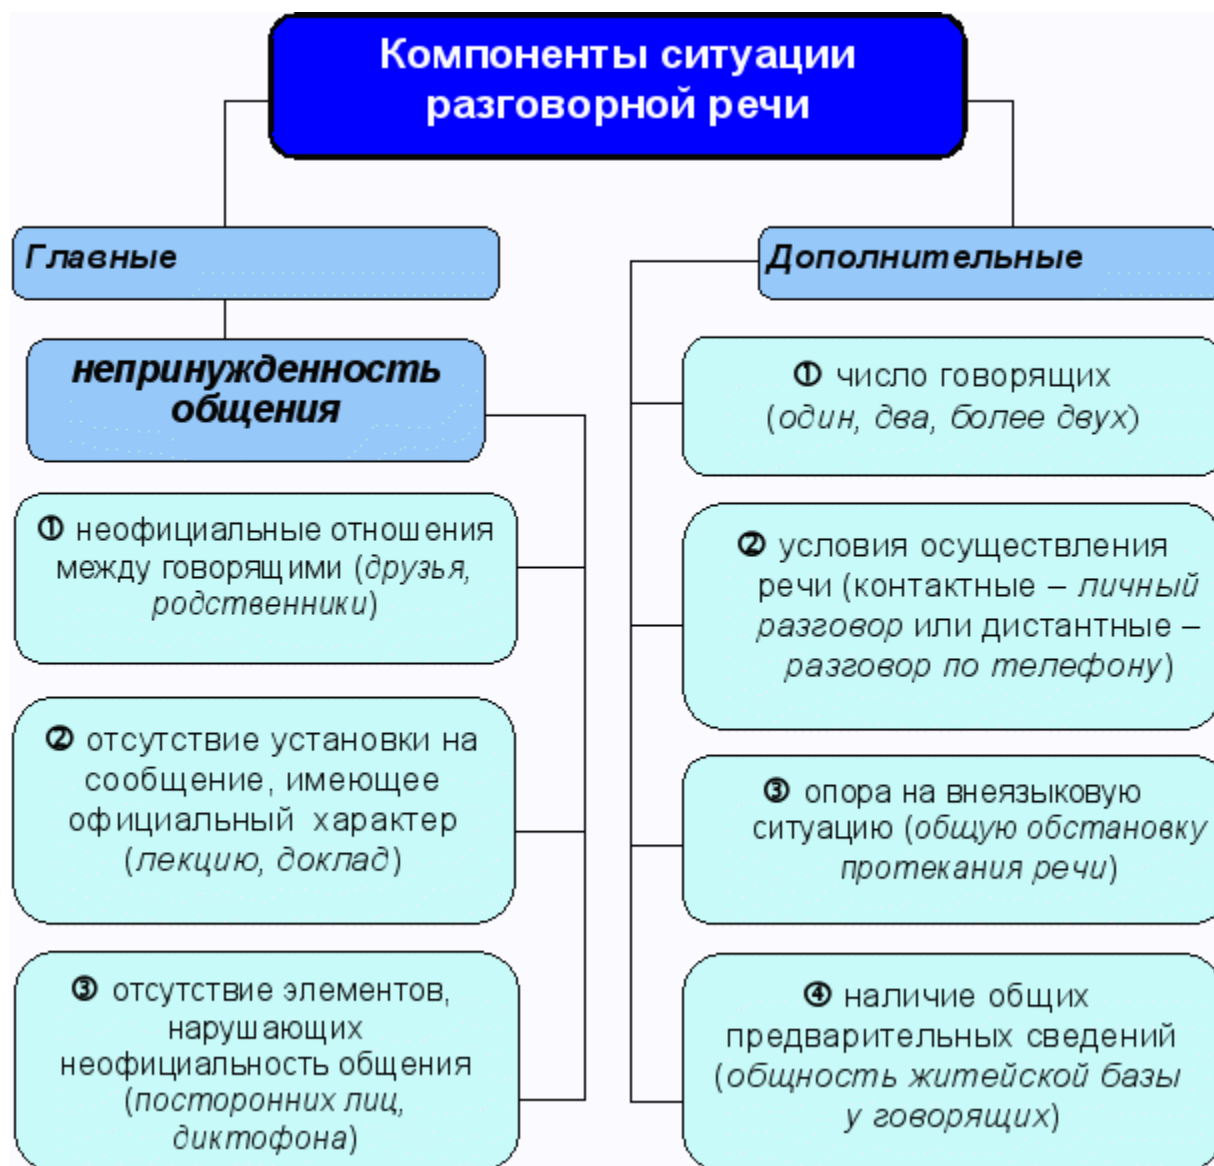 Компоненты ситуации
разговорной речи
Главные
непринужденность
общения
① неофициальные отношения
между говорящими (друзья,
родственники)
② отсутствие установки на
сообщение, имеющее
официальный характер
(лекцию, доклад)
③ отсутствие элементов,
нарушающих
неофициальность общения
(посторонних лиц,
диктофона)
Дополнительные
① число говорящих
(один, два, более двух)
② условия осуществления
речи (контактные – личный
разговор или дистантные –
разговор по телефону)
③ опора на внеязыковую
ситуацию (общую обстановку
протекания речи)
④ наличие общих
предварительных сведений
(общность житейской базы
у говорящих)